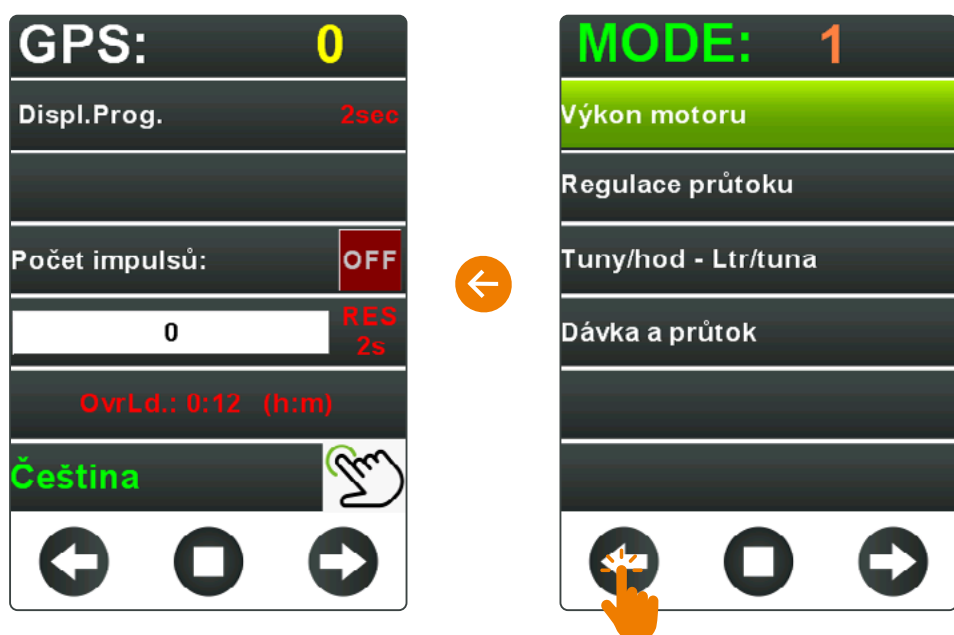 GPS: 0
Displ.Prog. 2sec
Počet impulsů: OFF
0 RES 2s
OvrLd.: 0:12 (h:m)
Čeština
MODE: 1
Výkon motoru
Regulace průtoku
Tuny/hod - Ltr/tuna
Dávka a průtok